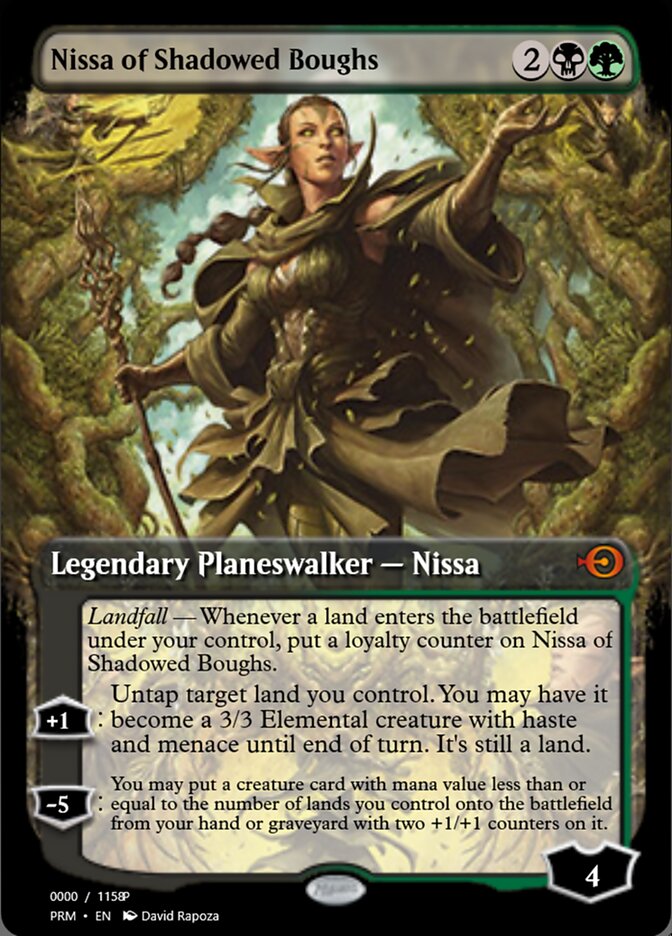 Nissa of Shadowed Boughs 2
Legendary Planeswalker — Nissa
Landfall — Whenever a land enters the battlefield
under your control, put a loyalty counter on Nissa of
Shadowed Boughs.
+1 : Untap target land you control. You may have it
become a 3/3 Elemental creature with haste
and menace until end of turn. It's still a land.
−5 : You may put a creature card with mana value less than or
equal to the number of lands you control onto the battlefield
from your hand or graveyard with two +1/+1 counters on it.
4
0000 / 1158P
PRM • EN David Rapoza